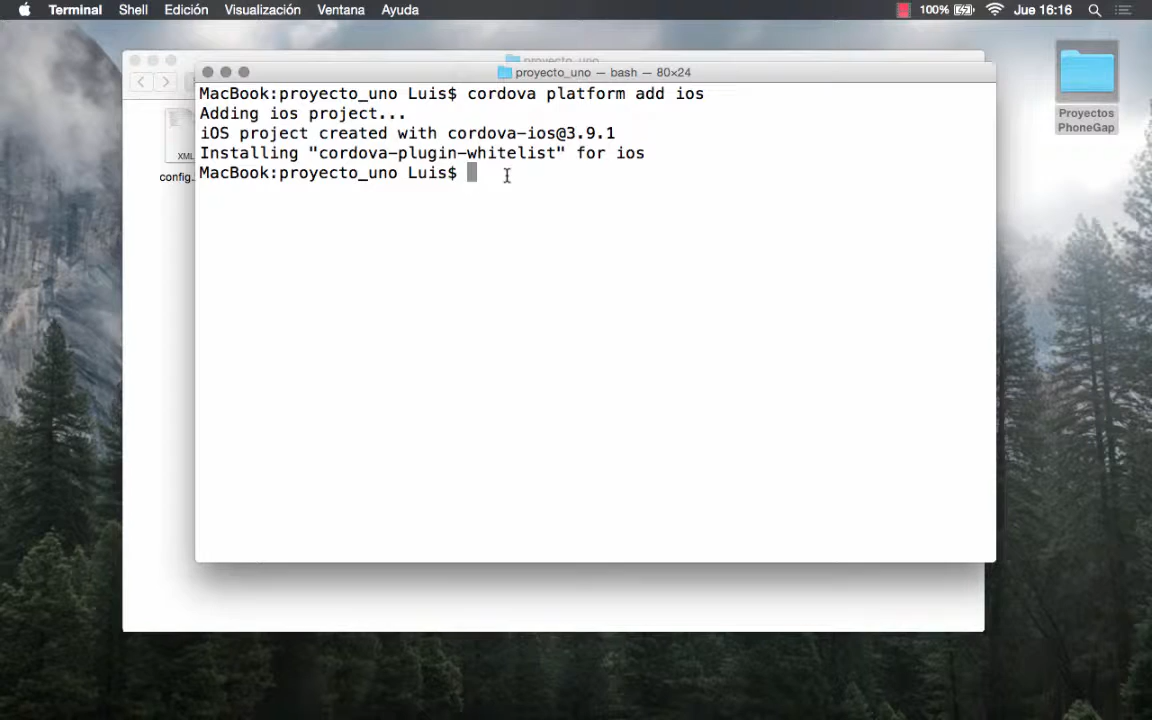 Terminal Shell Edición Visualización Ventana Ayuda 100% Jue 16:16
proyecto_uno
proyecto_uno — bash — 80×24
MacBook:proyecto_uno Luis$ cordova platform add ios
Adding ios project...
iOS project created with cordova-ios@3.9.1
Installing "cordova-plugin-whitelist" for ios
MacBook:proyecto_uno Luis$
XML
config.
Proyectos
PhoneGap